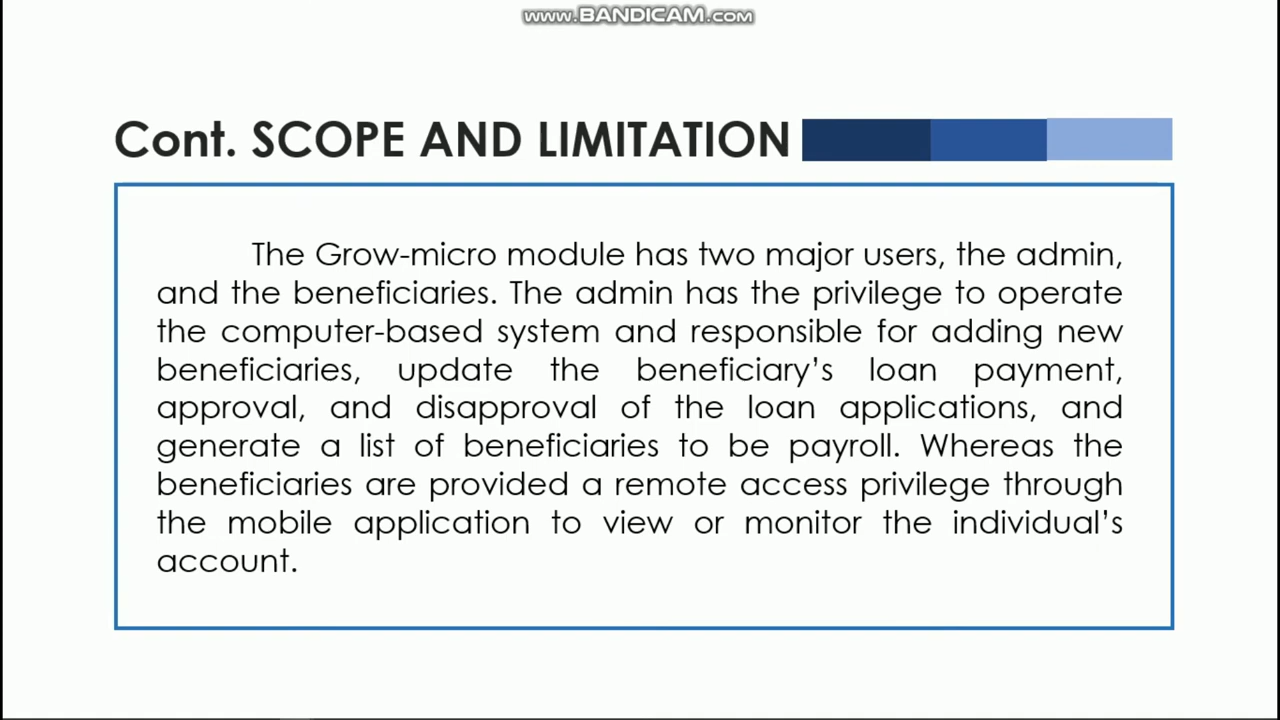 www.BANDICAM.com
Cont. SCOPE AND LIMITATION
The Grow-micro module has two major users, the admin,
and the beneficiaries. The admin has the privilege to operate
the computer-based system and responsible for adding new
beneficiaries, update the beneficiary’s loan payment,
approval, and disapproval of the loan applications, and
generate a list of beneficiaries to be payroll. Whereas the
beneficiaries are provided a remote access privilege through
the mobile application to view or monitor the individual’s
account.